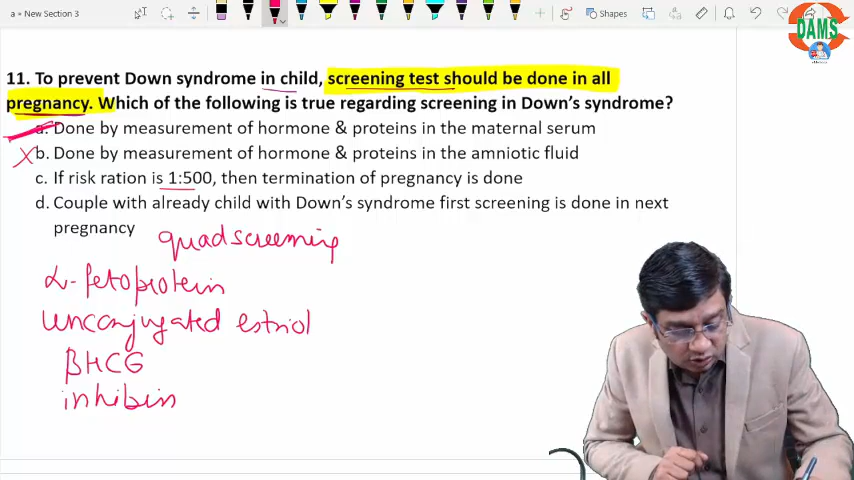 a » New Section 3
Shapes
DAMS
11. To prevent Down syndrome in child, screening test should be done in all
pregnancy. Which of the following is true regarding screening in Down's syndrome?
a. Done by measurement of hormone & proteins in the maternal serum
b. Done by measurement of hormone & proteins in the amniotic fluid
c. If risk ration is 1:500, then termination of pregnancy is done
d. Couple with already child with Down's syndrome first screening is done in next
pregnancy
quadscreening
α-fetoprotein
unconjugated estriol
βHCG
inhibin